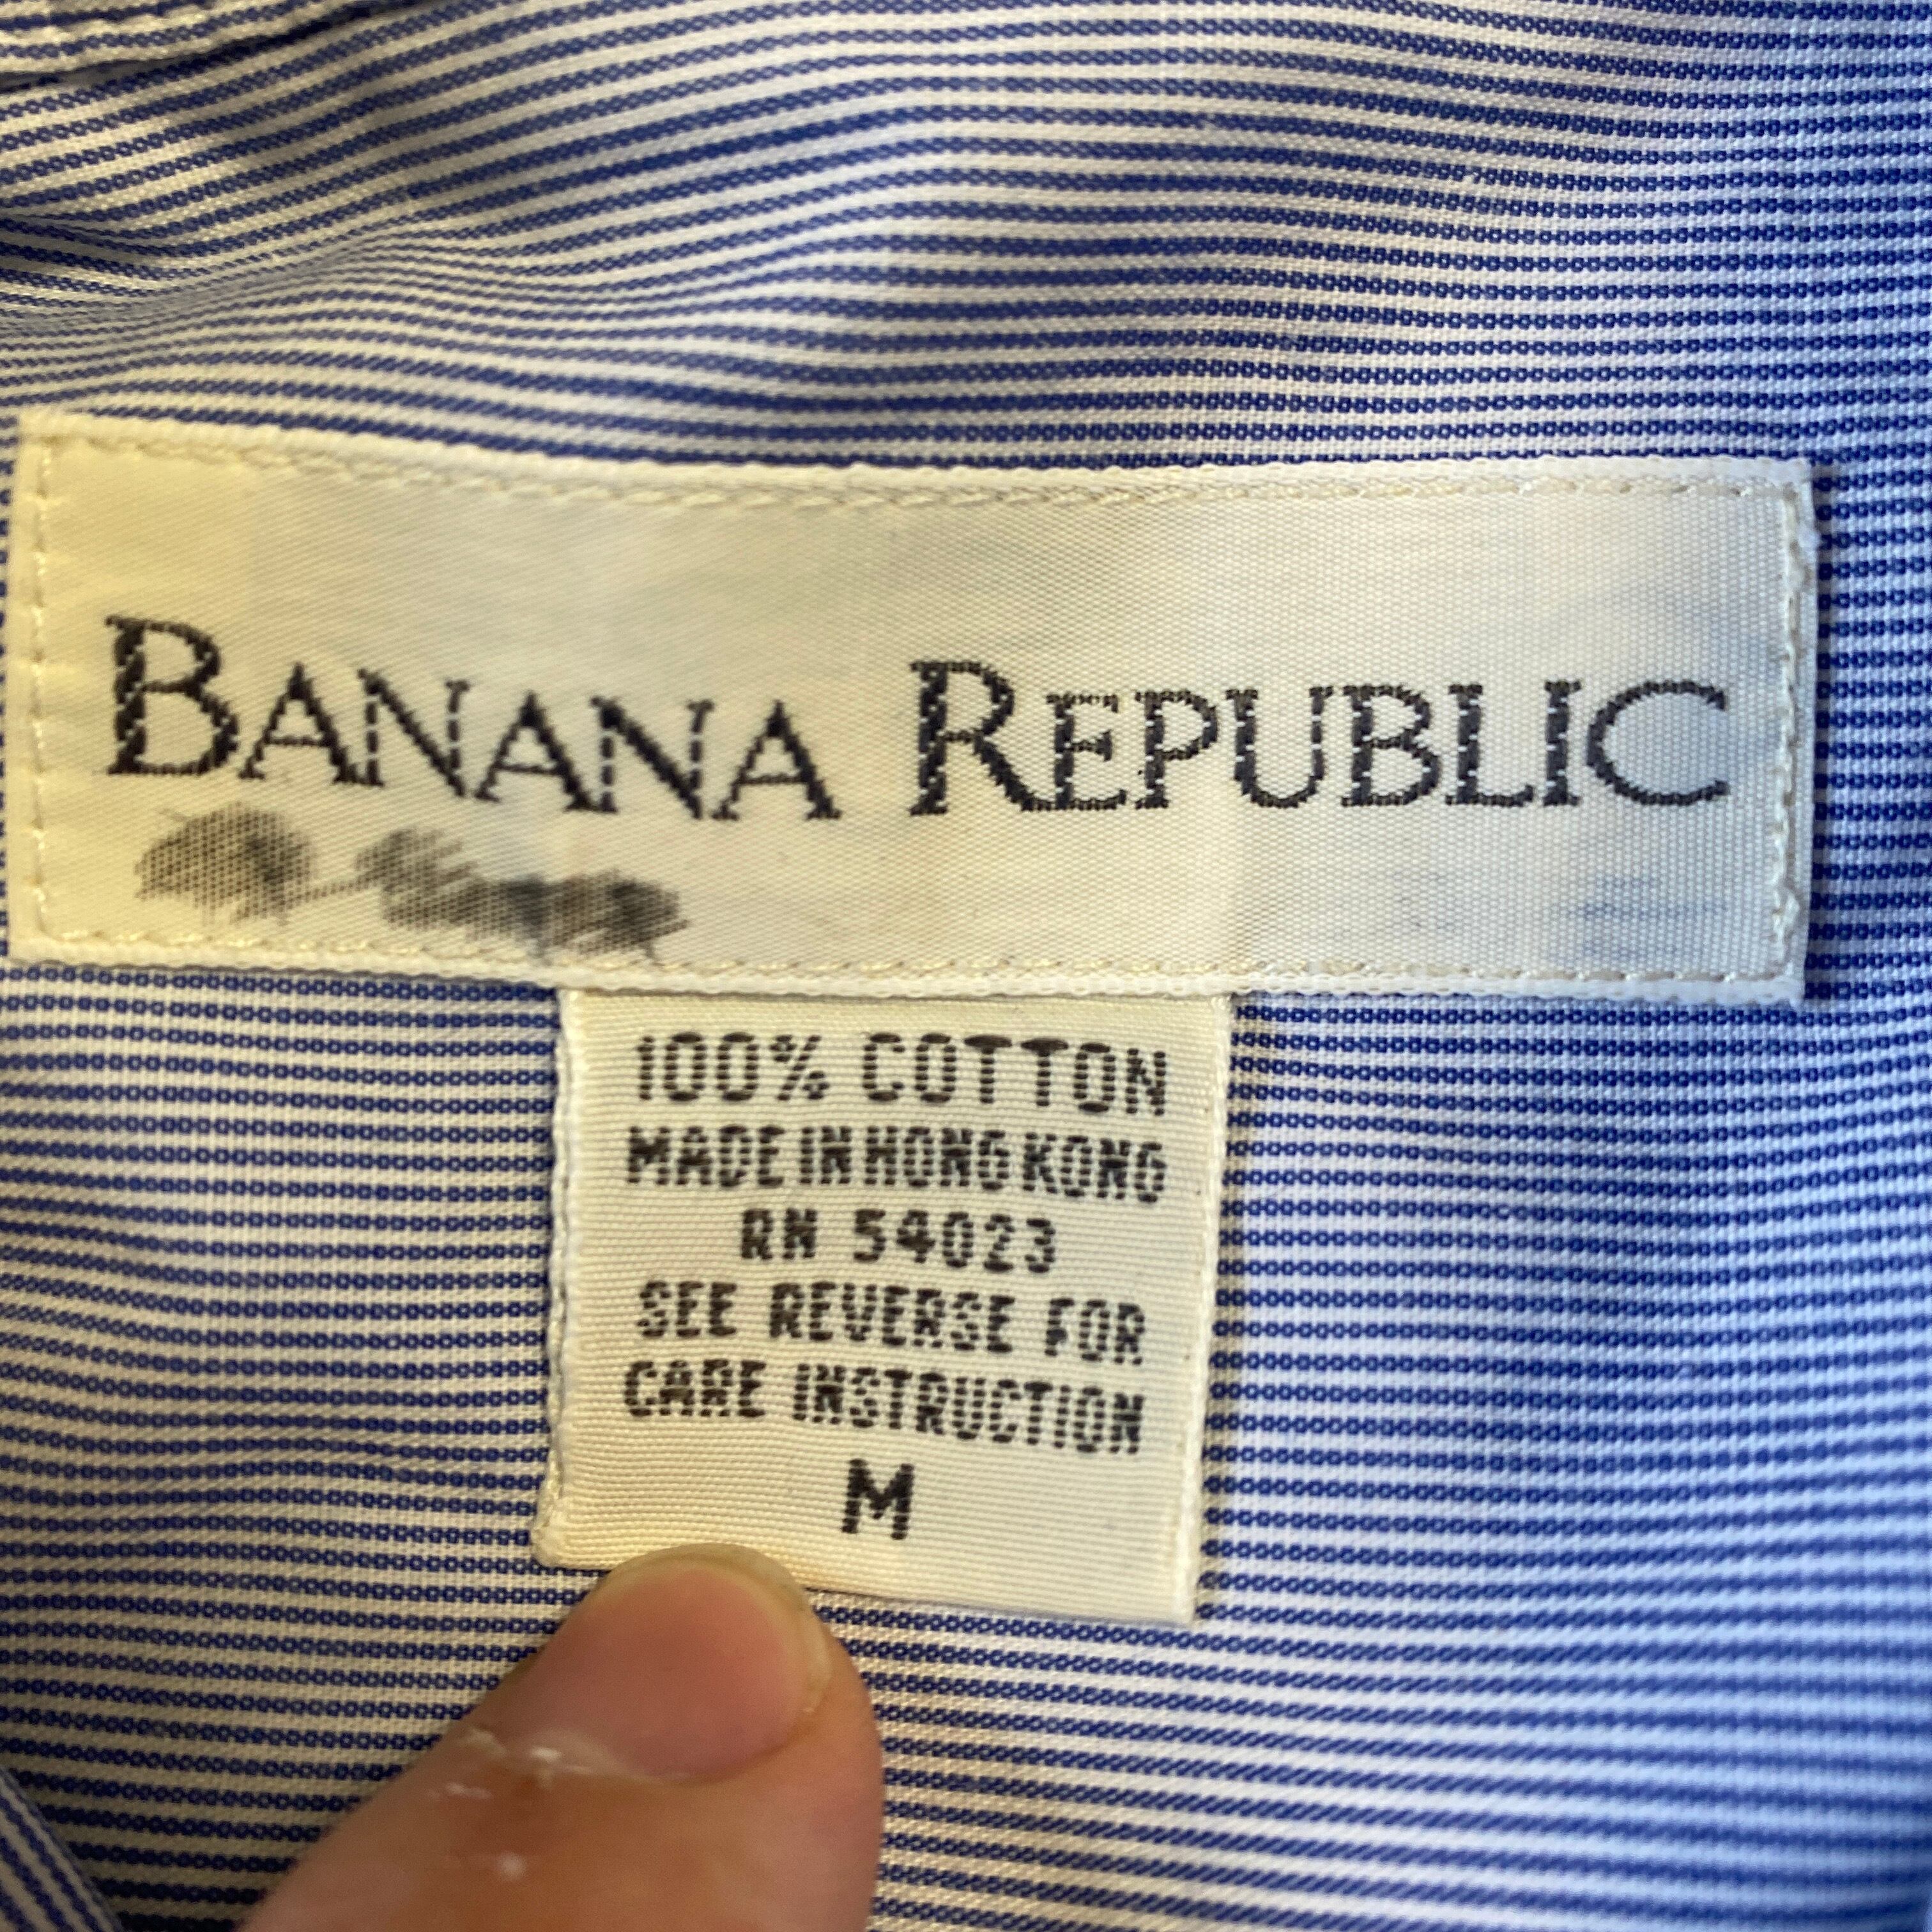 BANANA REPUBLIC
100% COTTON
MADE IN HONG KONG
RN 54023
SEE REVERSE FOR
CARE INSTRUCTION
M